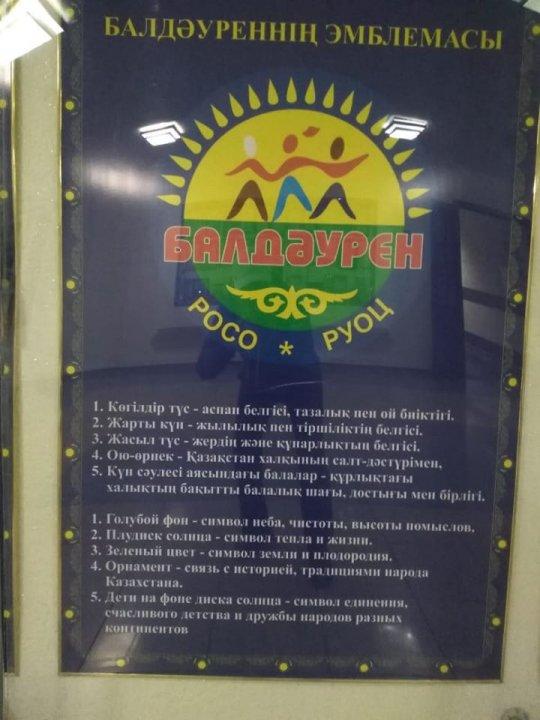 БАЛДӘУРЕННІҢ ЭМБЛЕМАСЫ
БАЛДӘУРЕН
РОСО * РУОЦ
1. Көгілдір түс - аспан белгісі, тазалық пен ой биіктігі.
2. Жарты күн - жылылық пен тіршіліктің белгісі.
3. Жасыл түс - жердің және құнарлықтың белгісі.
4. Ою-өрнек - Қазақстан халқының салт-дәстүрімен,
5. Күн сәулесі аясындағы балалар - құрлықтағы
халықтың бақытты балалық шағы, достығы мен бірлігі.
1. Голубой фон - символ неба, чистоты, высоты помыслов,
2. Плудиск солнца - символ тепла и жизни.
3. Зеленый цвет - символ земли и плодородия.
4. Орнамент - связь с историей, традициями народа
Казахстана.
5. Дети на фоне диска солнца - символ единения,
счасливого детства и дружбы народов разных
континентов